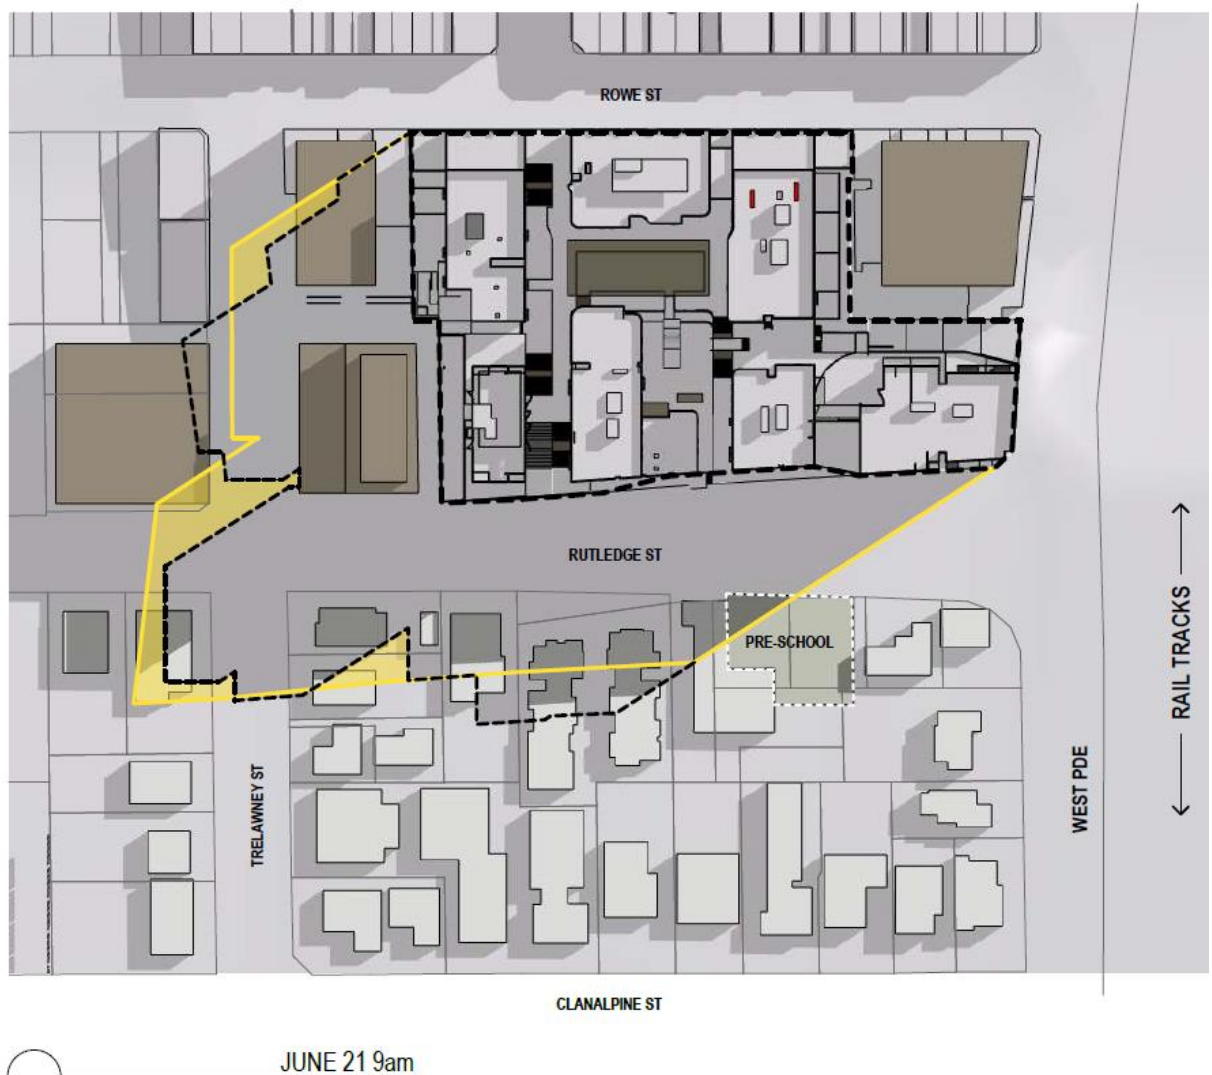 ROWE ST
RUTLEDGE ST
PRE-SCHOOL
RAIL TRACKS
WEST PDE
TRELAWNEY ST
CLANALPINE ST
JUNE 21 9am